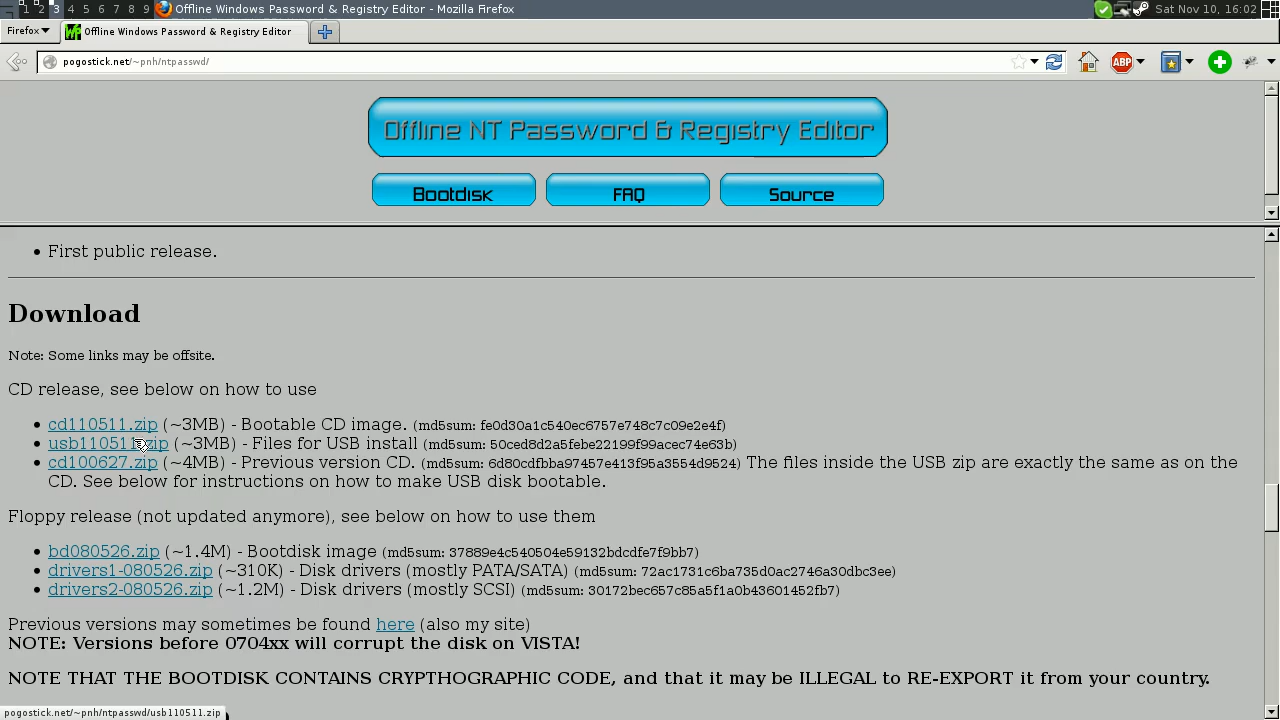 1 2 3 4 5 6 7 8 9 Offline Windows Password & Registry Editor - Mozilla Firefox Sat Nov 10, 16:02
Firefox Offline Windows Password & Registry Editor
pogostick.net/~pnh/ntpasswd/ ABP
Offline NT Password & Registry Editor
Bootdisk FAQ Source
• First public release.
Download
Note: Some links may be offsite.
CD release, see below on how to use
• cd110511.zip (~3MB) - Bootable CD image. (md5sum: fe0d30a1c540ec6757e748c7c09e2e4f)
• usb110511.zip (~3MB) - Files for USB install (md5sum: 50ced8d2a5febe22199f99acec74e63b)
• cd100627.zip (~4MB) - Previous version CD. (md5sum: 6d80cdfbba97457e413f95a3554d9524) The files inside the USB zip are exactly the same as on the
CD. See below for instructions on how to make USB disk bootable.
Floppy release (not updated anymore), see below on how to use them
• bd080526.zip (~1.4M) - Bootdisk image (md5sum: 37889e4c540504e59132bdcdfe7f9bb7)
• drivers1-080526.zip (~310K) - Disk drivers (mostly PATA/SATA) (md5sum: 72ac1731c6ba735d0ac2746a30dbc3ee)
• drivers2-080526.zip (~1.2M) - Disk drivers (mostly SCSI) (md5sum: 30172bec657c85a5f1a0b43601452fb7)
Previous versions may sometimes be found here (also my site)
NOTE: Versions before 0704xx will corrupt the disk on VISTA!
NOTE THAT THE BOOTDISK CONTAINS CRYPTHOGRAPHIC CODE, and that it may be ILLEGAL to RE-EXPORT it from your country.
pogostick.net/~pnh/ntpasswd/usb110511.zip